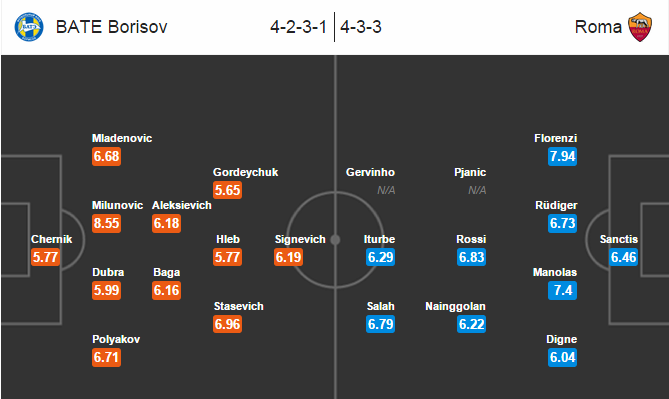 BATE Borisov 4-2-3-1 4-3-3 Roma
Mladenovic
6.68
Milunovic
8.55
Dubra
5.99
Polyakov
6.71
Chernik
5.77
Aleksievich
6.18
Baga
6.16
Gordeychuk
5.65
Hleb
5.77
Stasevich
6.96
Signevich
6.19
Gervinho
N/A
Iturbe
6.29
Salah
6.79
Pjanic
N/A
Rossi
6.83
Nainggolan
6.22
Florenzi
7.94
Rüdiger
6.73
Manolas
7.4
Digne
6.04
Sanctis
6.46